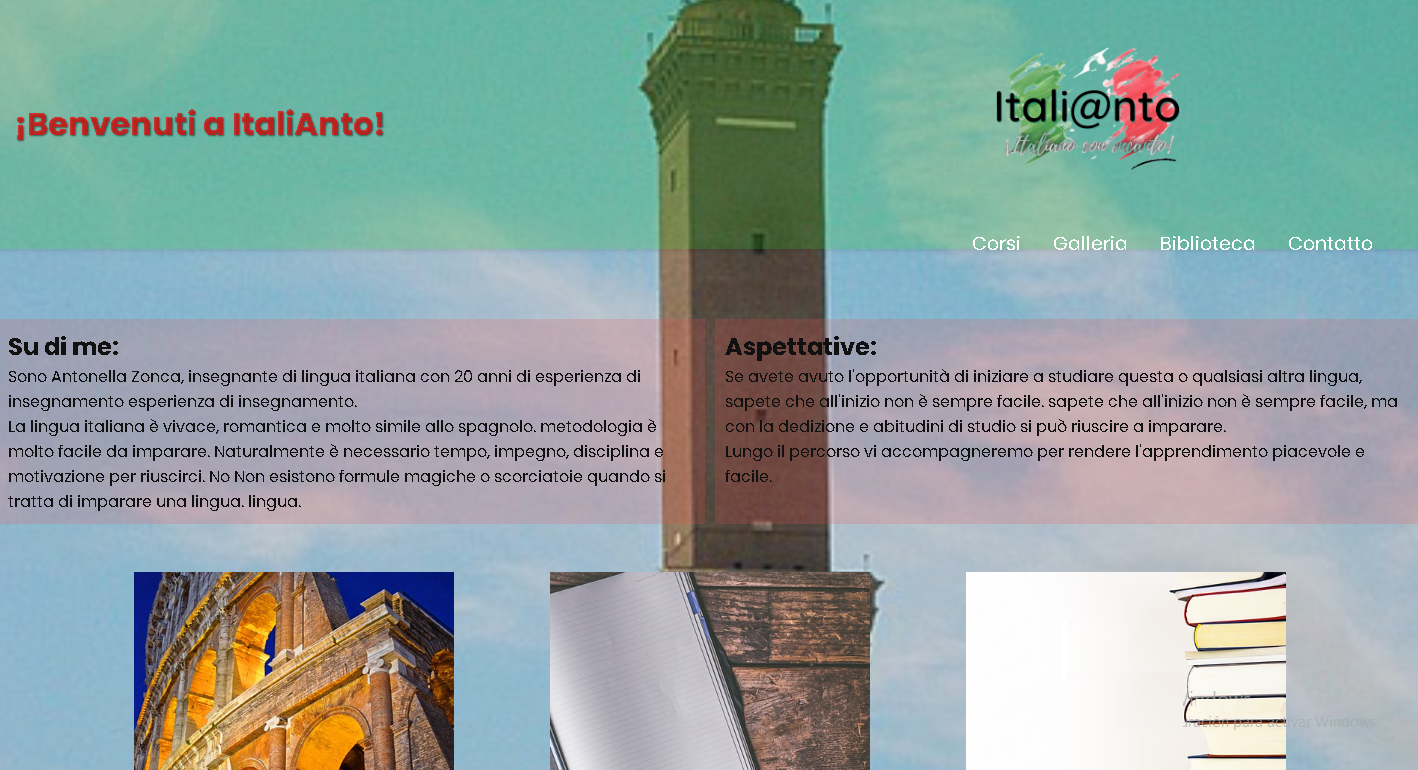 ¡Benvenuti a ItaliAnto!
Itali@nto
¡Italiano con incanto!
Corsi Galleria Biblioteca Contatto
Su di me:
Sono Antonella Zonca, insegnante di lingua italiana con 20 anni di esperienza di
insegnamento esperienza di insegnamento.
La lingua italiana è vivace, romantica e molto simile allo spagnolo. metodologia è
molto facile da imparare. Naturalmente è necessario tempo, impegno, disciplina e
motivazione per riuscirci. No Non esistono formule magiche o scorciatoie quando si
tratta di imparare una lingua. lingua.
Aspettative:
Se avete avuto l'opportunità di iniziare a studiare questa o qualsiasi altra lingua,
sapete che all'inizio non è sempre facile. sapete che all'inizio non è sempre facile, ma
con la dedizione e abitudini di studio si può riuscire a imparare.
Lungo il percorso vi accompagneremo per rendere l'apprendimento piacevole e
facile.
para activar Windows.